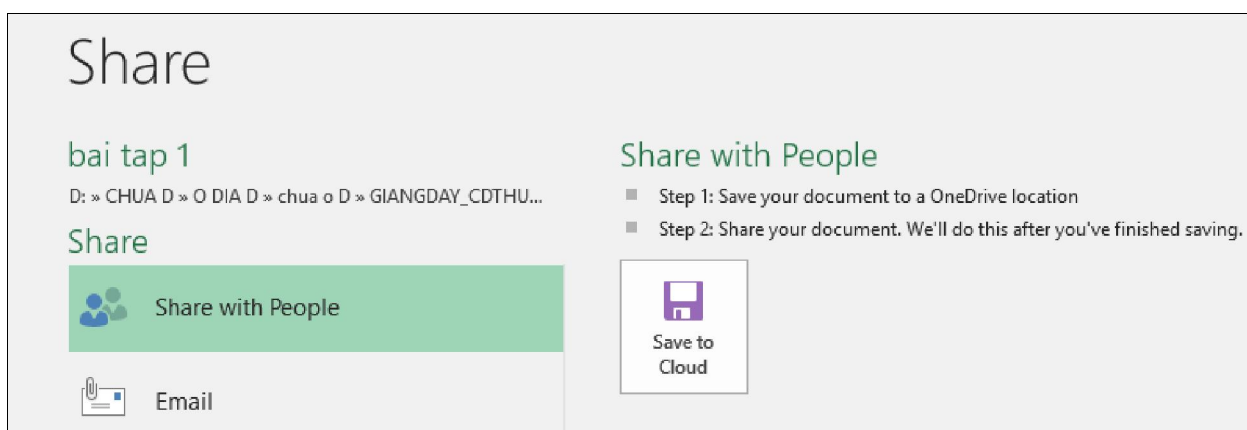 Share
bai tap 1
D: » CHUA D » O DIA D » chua o D » GIANGDAY_CDTHU...
Share
Share with People
Email
Share with People
Step 1: Save your document to a OneDrive location
Step 2: Share your document. We'll do this after you've finished saving.
Save to
Cloud